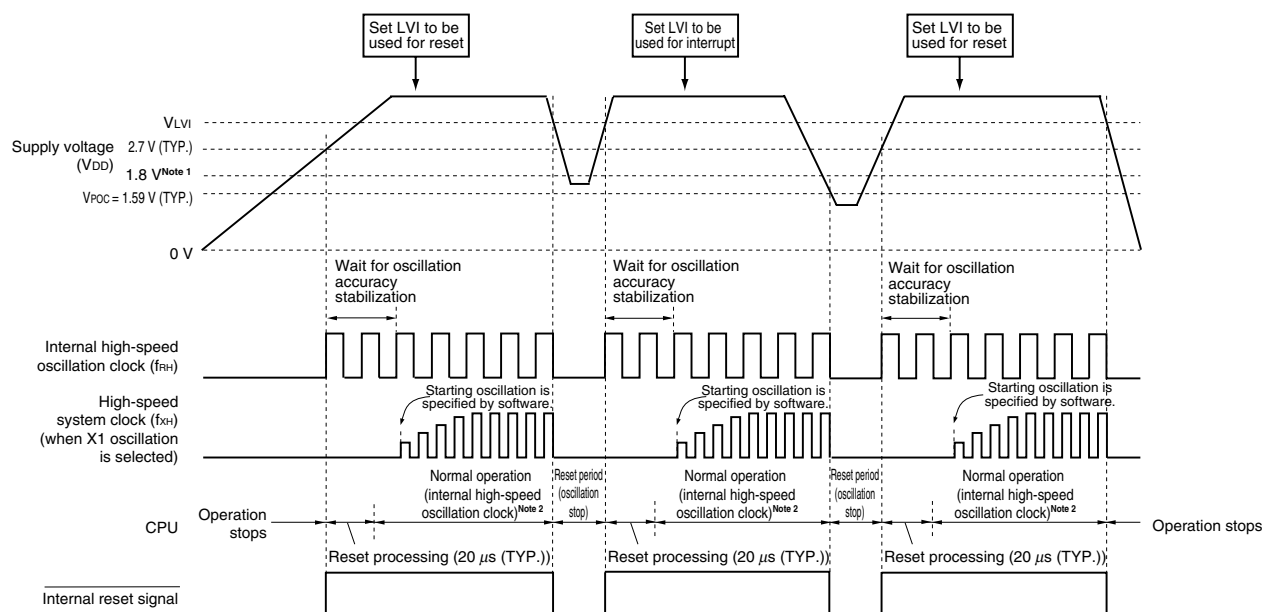 Set LVI to be
used for reset
Set LVI to be
used for interrupt
Set LVI to be
used for reset
VLVI
Supply voltage
(VDD)
2.7 V (TYP.)
1.8 V Note 1
VPOC = 1.59 V (TYP.)
0 V
Wait for oscillation
accuracy
stabilization
Wait for oscillation
accuracy
stabilization
Wait for oscillation
accuracy
stabilization
Internal high-speed
oscillation clock (fRH)
Starting oscillation is
specified by software.
Starting oscillation is
specified by software.
Starting oscillation is
specified by software.
High-speed
system clock (fXH)
(when X1 oscillation
is selected)
Normal operation
(internal high-speed
oscillation clock)Note 2
Reset period
(oscillation
stop)
Normal operation
(internal high-speed
oscillation clock)Note 2
Reset period
(oscillation
stop)
Normal operation
(internal high-speed
oscillation clock)Note 2
CPU
Operation
stops
Operation stops
Reset processing (20 μs (TYP.))
Reset processing (20 μs (TYP.))
Reset processing (20 μs (TYP.))
Internal reset signal